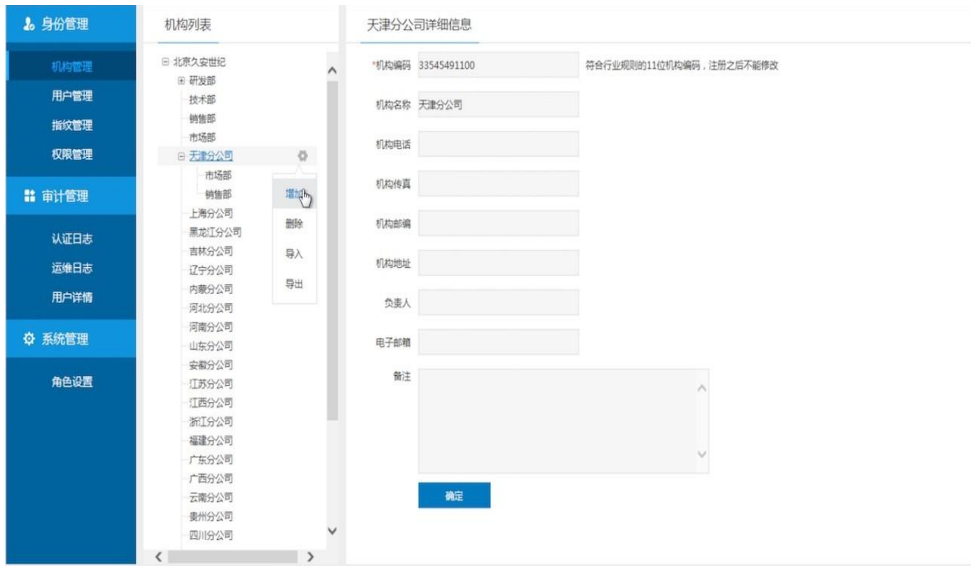 身份管理
机构管理
用户管理
指纹管理
权限管理
审计管理
认证日志
运维日志
用户详情
系统管理
角色设置
机构列表
北京久安世纪
研发部
技术部
销售部
市场部
天津分公司
市场部
销售部
上海分公司
黑龙江分公司
吉林分公司
辽宁分公司
内蒙分公司
河北分公司
河南分公司
山东分公司
安徽分公司
江苏分公司
江西分公司
浙江分公司
福建分公司
广东分公司
广西分公司
云南分公司
贵州分公司
四川分公司
增加
删除
导入
导出
天津分公司详细信息
*机构编码 33545491100 符合行业规则的11位机构编码，注册之后不能修改
机构名称 天津分公司
机构电话
机构传真
机构邮编
机构地址
负责人
电子邮箱
备注
确定